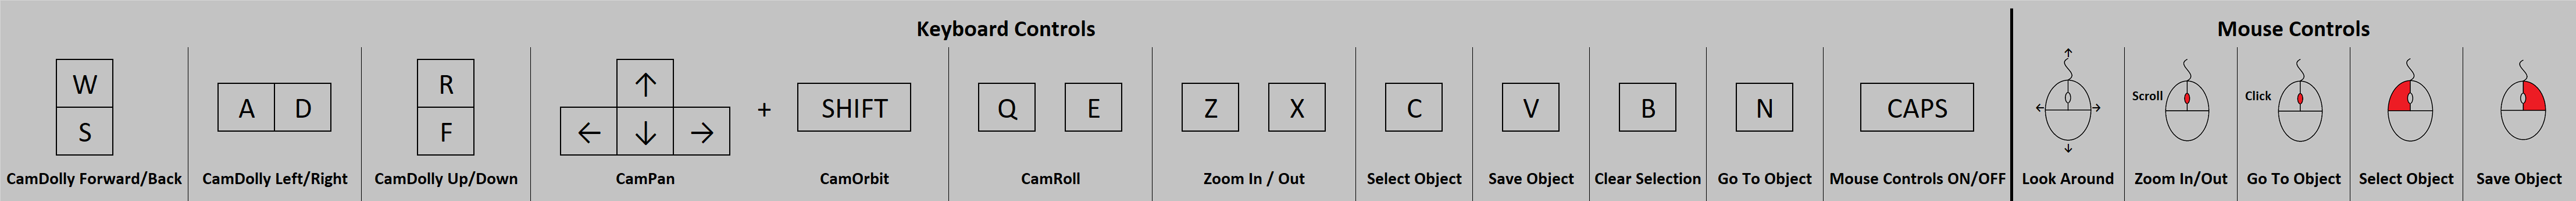 Keyboard Controls
Mouse Controls
W
S
CamDolly Forward/Back
A D
CamDolly Left/Right
R
F
CamDolly Up/Down
↑
← ↓ →
CamPan
+ SHIFT
CamOrbit
Q E
CamRoll
Z X
Zoom In / Out
C
Select Object
V
Save Object
B
Clear Selection
N
Go To Object
CAPS
Mouse Controls ON/OFF
Look Around
Scroll
Zoom In/Out
Click
Go To Object
Select Object
Save Object